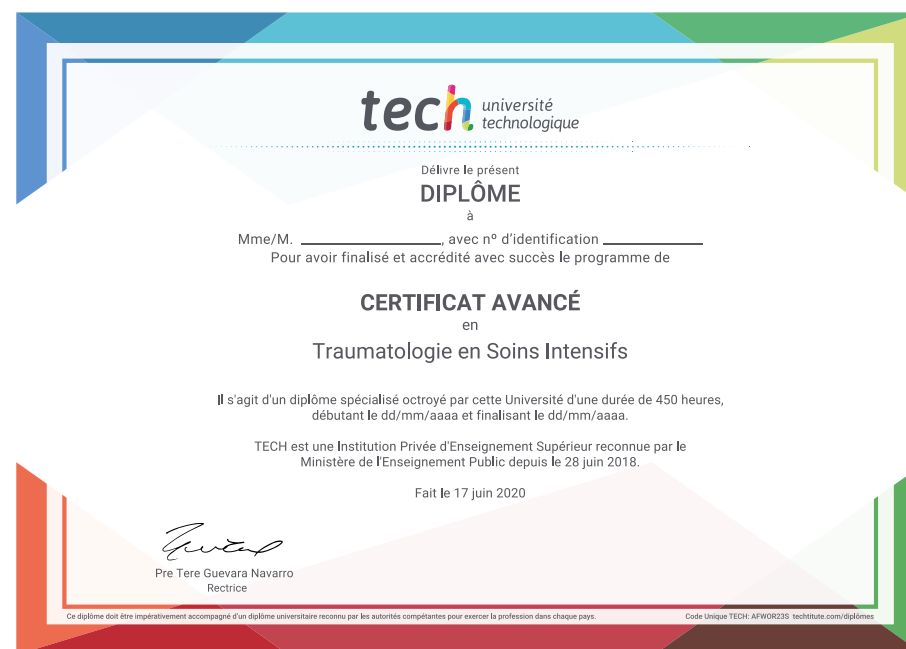 tech université
technologique
Délivre le présent
DIPLÔME
à
Mme/M. ____________________, avec nº d'identification ______________
Pour avoir finalisé et accrédité avec succès le programme de
CERTIFICAT AVANCÉ
en
Traumatologie en Soins Intensifs
Il s'agit d'un diplôme spécialisé octroyé par cette Université d'une durée de 450 heures,
débutant le dd/mm/aaaa et finalisant le dd/mm/aaaa.
TECH est une Institution Privée d'Enseignement Supérieur reconnue par le
Ministère de l'Enseignement Public depuis le 28 juin 2018.
Fait le 17 juin 2020
Pre Tere Guevara Navarro
Rectrice
Ce diplôme doit être impérativement accompagné d'un diplôme universitaire reconnu par les autorités compétantes pour exercer la profession dans chaque pays. Code Unique TECH: AFWOR23S techtitute.com/diplômes